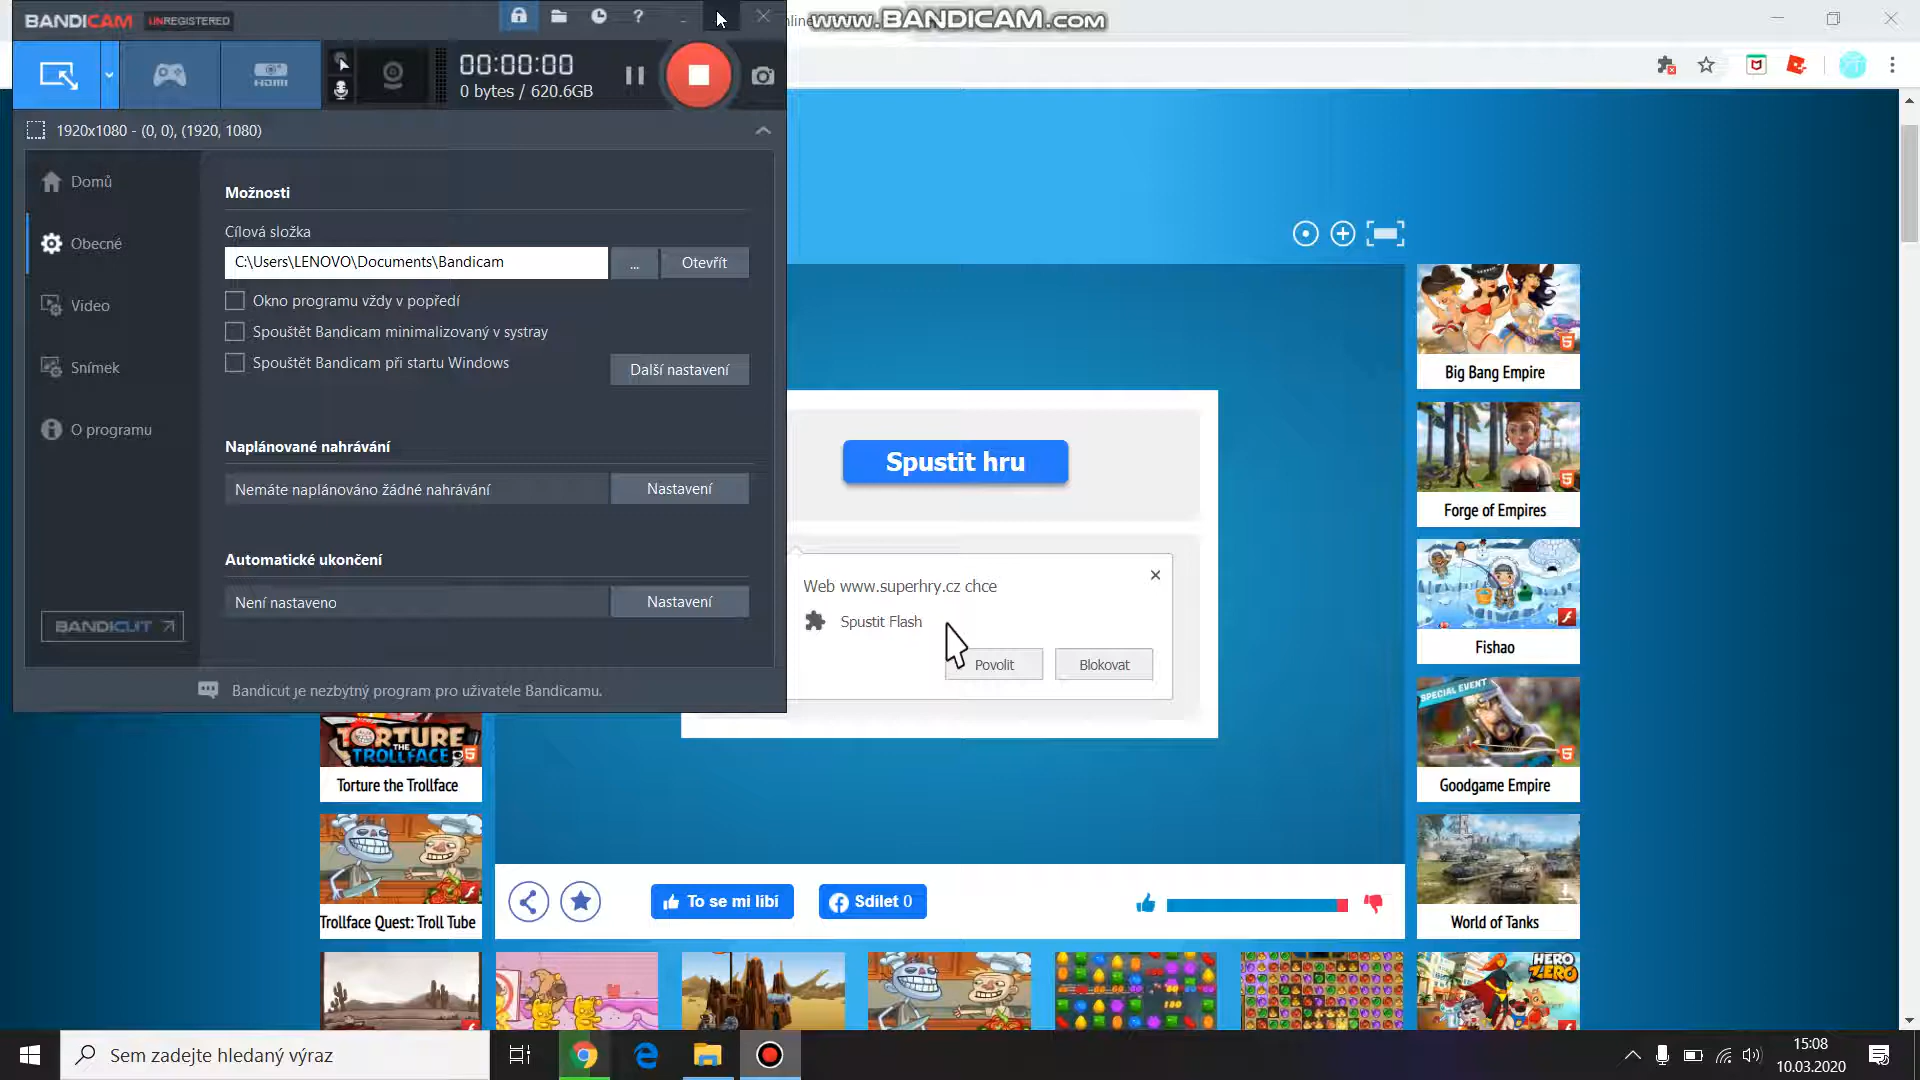 BANDICAM UNREGISTERED
?
www.BANDICAM.com
HDMI
00:00:00
0 bytes / 620.6GB
1920x1080 - (0, 0), (1920, 1080)
Domů
Obecné
Video
Snímek
O programu
BANDICUT
Možnosti
Cílová složka
C:\Users\LENOVO\Documents\Bandicam
...
Otevřít
Okno programu vždy v popředí
Spouštět Bandicam minimalizovaný v systray
Spouštět Bandicam při startu Windows
Další nastavení
Naplánované nahrávání
Nemáte naplánováno žádné nahrávání
Nastavení
Automatické ukončení
Není nastaveno
Nastavení
Bandicut je nezbytný program pro uživatele Bandicamu.
Spustit hru
Web www.superhry.cz chce
Spustit Flash
Povolit
Blokovat
Big Bang Empire
Forge of Empires
Fishao
SPECIAL EVENT
Goodgame Empire
World of Tanks
HERO ZERO
TORTURE THE TROLLFACE
Torture the Trollface
Trollface Quest: Troll Tube
To se mi líbí
Sdílet 0
Sem zadejte hledaný výraz
15:08
10.03.2020